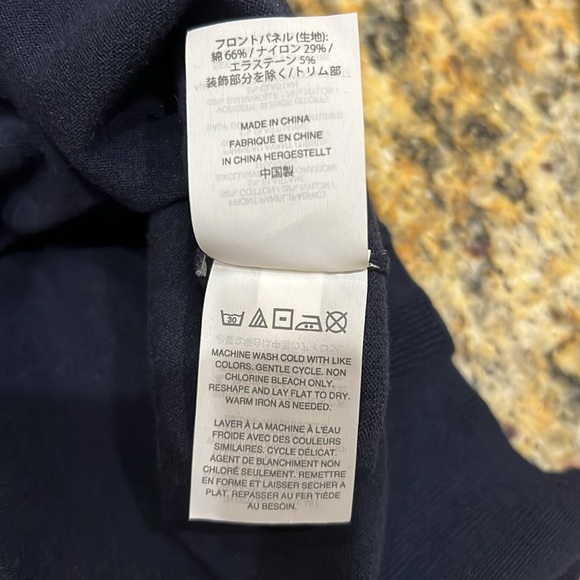 フロントパネル (生地):
綿 66% / ナイロン 29% /
エラステーン 5%
装飾部分を除く/トリム部
MADE IN CHINA
FABRIQUÉ EN CHINE
IN CHINA HERGESTELLT
中国製
30
MACHINE WASH COLD WITH LIKE
COLORS. GENTLE CYCLE. NON
CHLORINE BLEACH ONLY.
RESHAPE AND LAY FLAT TO DRY.
WARM IRON AS NEEDED.
LAVER À LA MACHINE À L'EAU
FROIDE AVEC DES COULEURS
SIMILAIRES. CYCLE DÉLICAT.
AGENT DE BLANCHIMENT NON
CHLORÉ SEULEMENT. REMETTRE
EN FORME ET LAISSER SÉCHER À
PLAT. REPASSER AU FER TIÈDE
AU BESOIN.